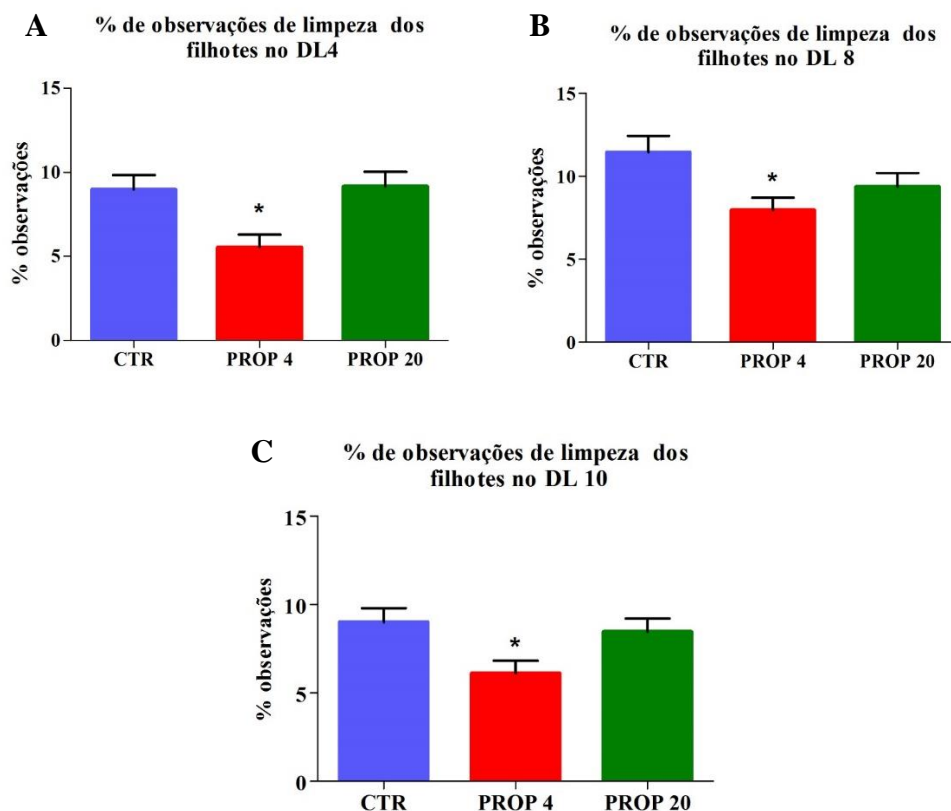 A
% de observações de limpeza dos
filhotes no DL4
% observações
15
10
5
0
*
CTR
PROP 4
PROP 20
B
% de observações de limpeza dos
filhotes no DL 8
% observações
15
10
5
0
*
CTR
PROP 4
PROP 20
C
% de observações de limpeza dos
filhotes no DL 10
% observações
15
10
5
0
*
CTR
PROP 4
PROP 20